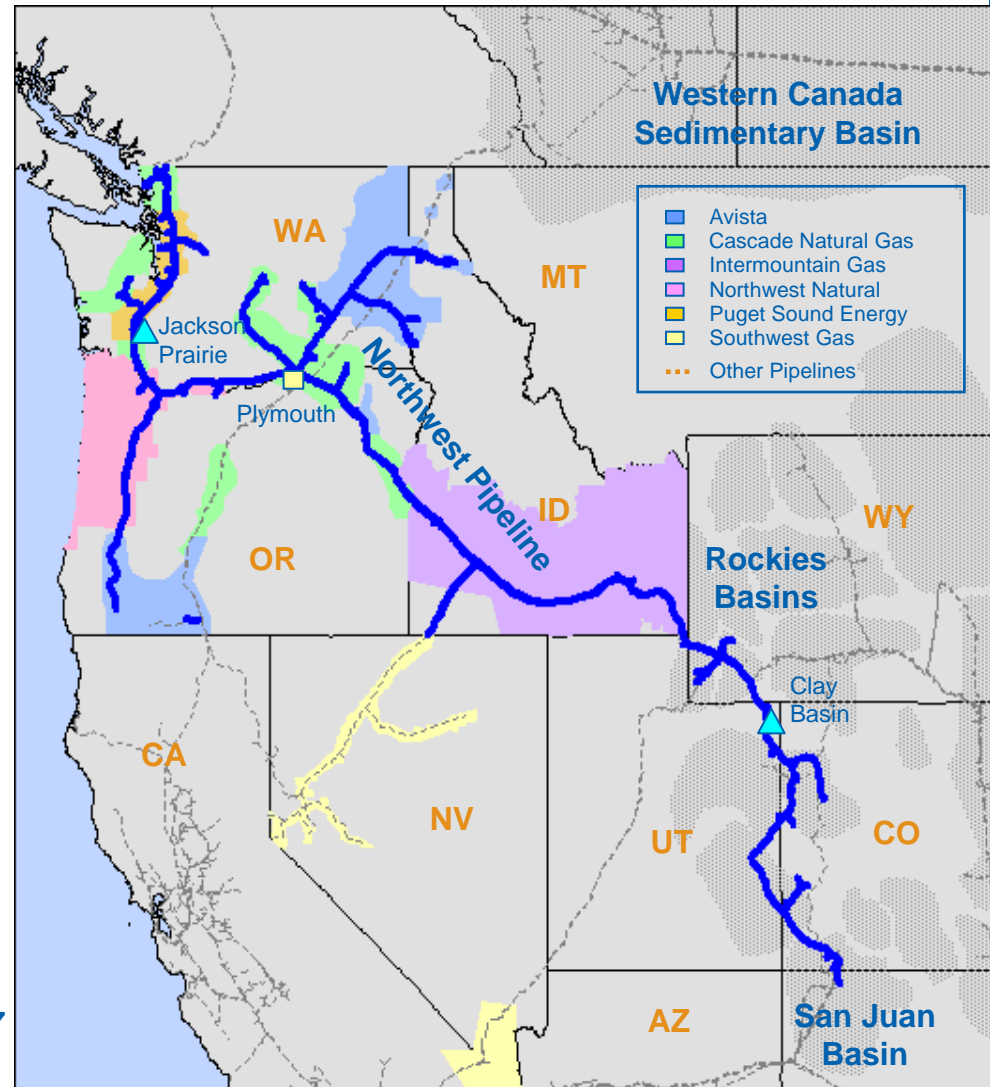 Western Canada
Sedimentary Basin
Avista
Cascade Natural Gas
Intermountain Gas
Northwest Natural
Puget Sound Energy
Southwest Gas
Other Pipelines
WA
MT
Jackson
Prairie
Plymouth
Northwest Pipeline
ID
WY
OR
Rockies
Basins
Clay
Basin
CA
NV
UT
CO
AZ
San Juan
Basin